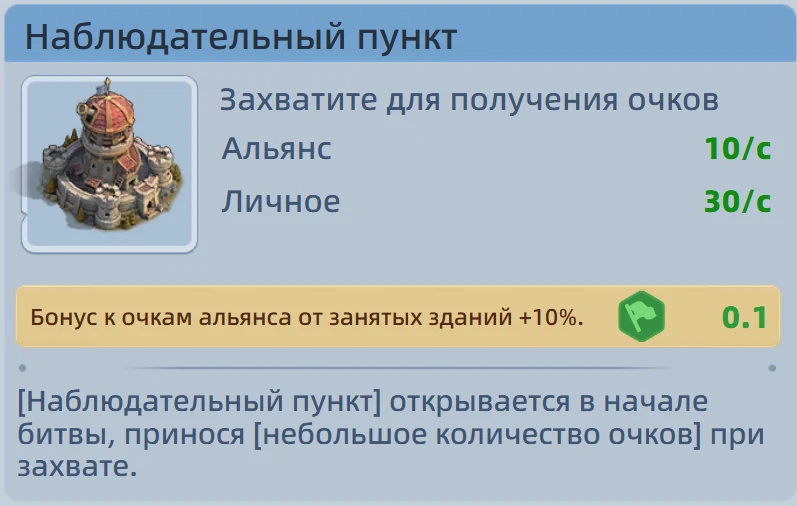 Наблюдательный пункт
Захватите для получения очков
Альянс 10/с
Личное 30/с
Бонус к очкам альянса от занятых зданий +10%. 0.1
[Наблюдательный пункт] открывается в начале
битвы, принося [небольшое количество очков] при
захвате.